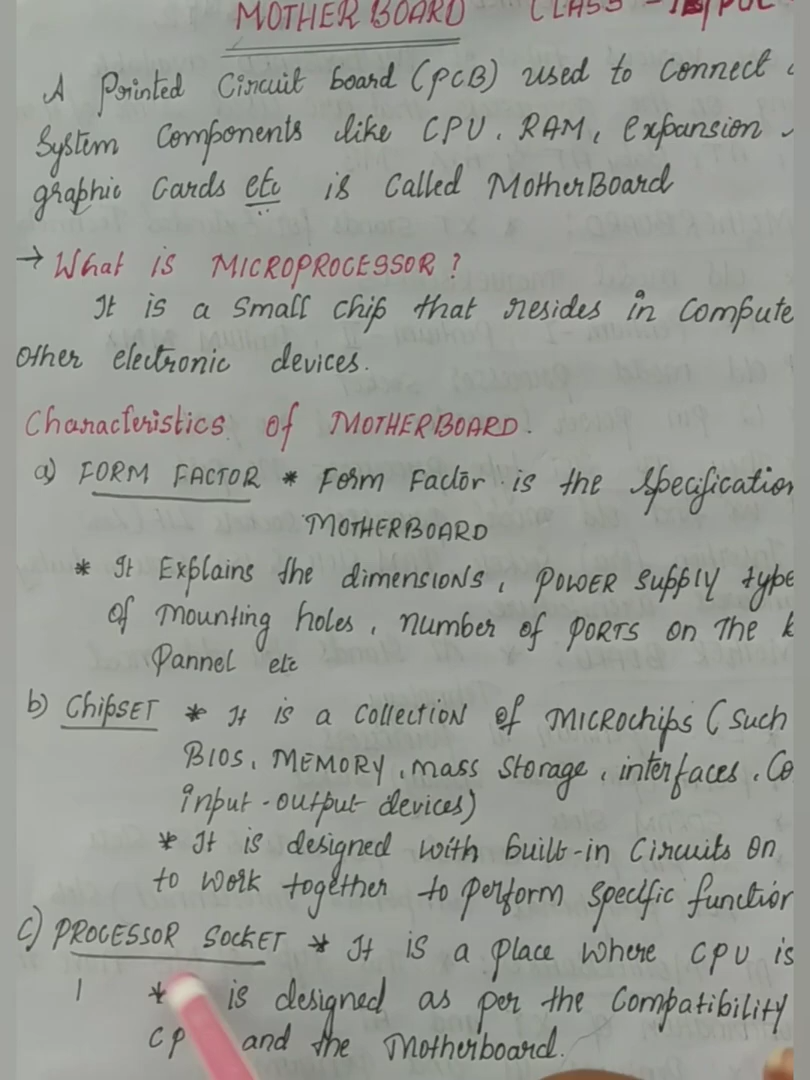 MOTHER BOARD CLASS - II/PUC
A Printed Circuit board (PCB) used to Connect
System Components like CPU, RAM, Expansion
graphic Cards etc is Called MotherBoard
→ What is MICROPROCESSOR?
It is a Small chip that resides in Compute
Other electronic devices.
Characteristics of MOTHERBOARD.
a) FORM FACTOR * Form Factor is the Specification
MOTHERBOARD
* It Explains the dimensions, POWER Supply type
of mounting holes, number of PORTS on The
Pannel etc
b) ChipSET * It is a Collection of MICROchips (Such
BIOS, MEMORY, mass Storage, interfaces, Co
input-output devices)
* It is designed with built-in Circuits on
to work together to perform Specific function
C) PROCESSOR SOCKET * It is a place where CPU is
* is designed as per the Compatibility
CP and the Motherboard.